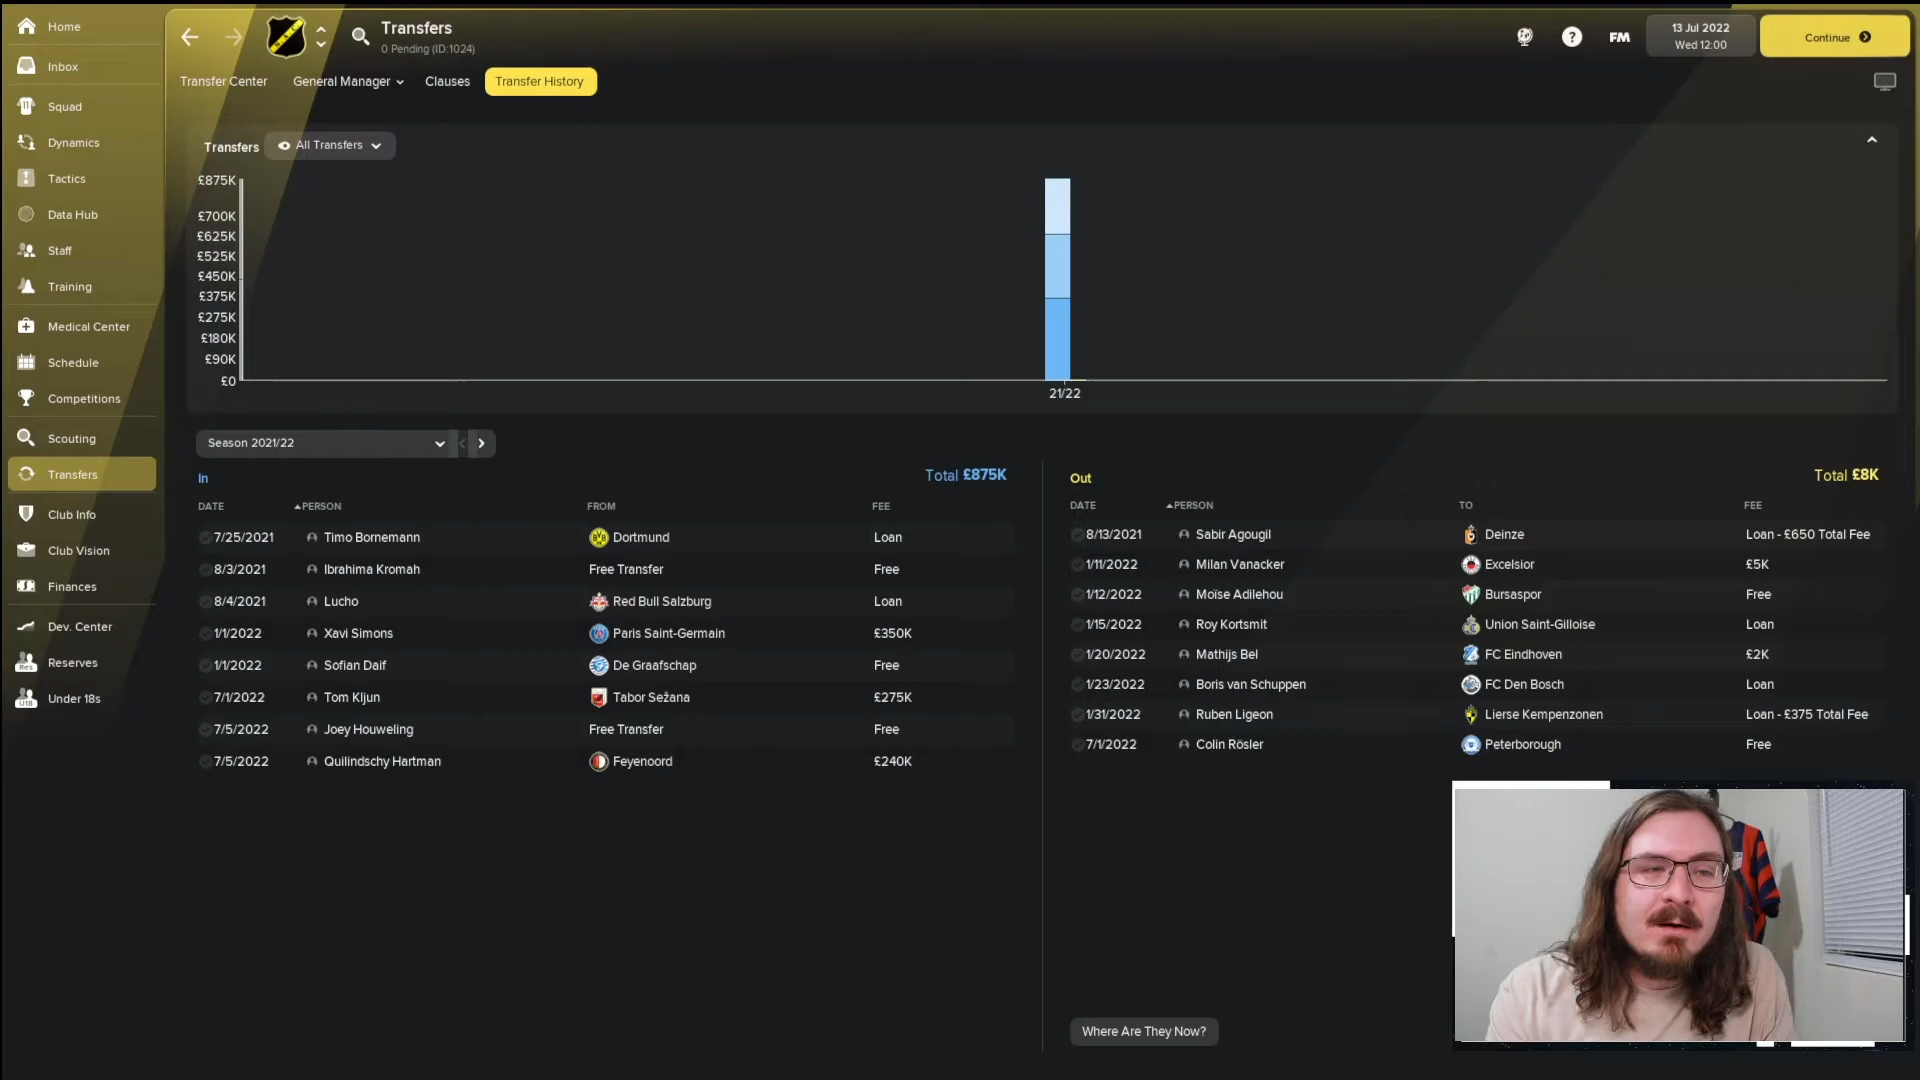 Home
Inbox
Squad
Dynamics
Tactics
Data Hub
Staff
Training
Medical Center
Schedule
Competitions
Scouting
Transfers
Club Info
Club Vision
Finances
Dev. Center
Reserves
Under 18s
Transfers
0 Pending (ID:1024)
FM
13 Jul 2022
Wed 12:00
Continue
Transfer Center General Manager Clauses Transfer History
Transfers All Transfers
£875K
£700K
£625K
£525K
£450K
£375K
£275K
£180K
£90K
£0
21/22
Season 2021/22
In Total £875K
DATE PERSON FROM FEE
7/25/2021 Timo Bornemann Dortmund Loan
8/3/2021 Ibrahima Kromah Free Transfer Free
8/4/2021 Lucho Red Bull Salzburg Loan
1/1/2022 Xavi Simons Paris Saint-Germain £350K
1/1/2022 Sofian Daif De Graafschap Free
7/1/2022 Tom Kljun Tabor Sežana £275K
7/5/2022 Joey Houweling Free Transfer Free
7/5/2022 Quilindschy Hartman Feyenoord £240K
Out Total £8K
DATE PERSON TO FEE
8/13/2021 Sabir Agougil Deinze Loan - £650 Total Fee
1/11/2022 Milan Vanacker Excelsior £5K
1/12/2022 Moïse Adilehou Bursaspor Free
1/15/2022 Roy Kortsmit Union Saint-Gilloise Loan
1/20/2022 Mathijs Bel FC Eindhoven £2K
1/23/2022 Boris van Schuppen FC Den Bosch Loan
1/31/2022 Ruben Ligeon Lierse Kempenzonen Loan - £375 Total Fee
7/1/2022 Colin Rösler Peterborough Free
Where Are They Now?